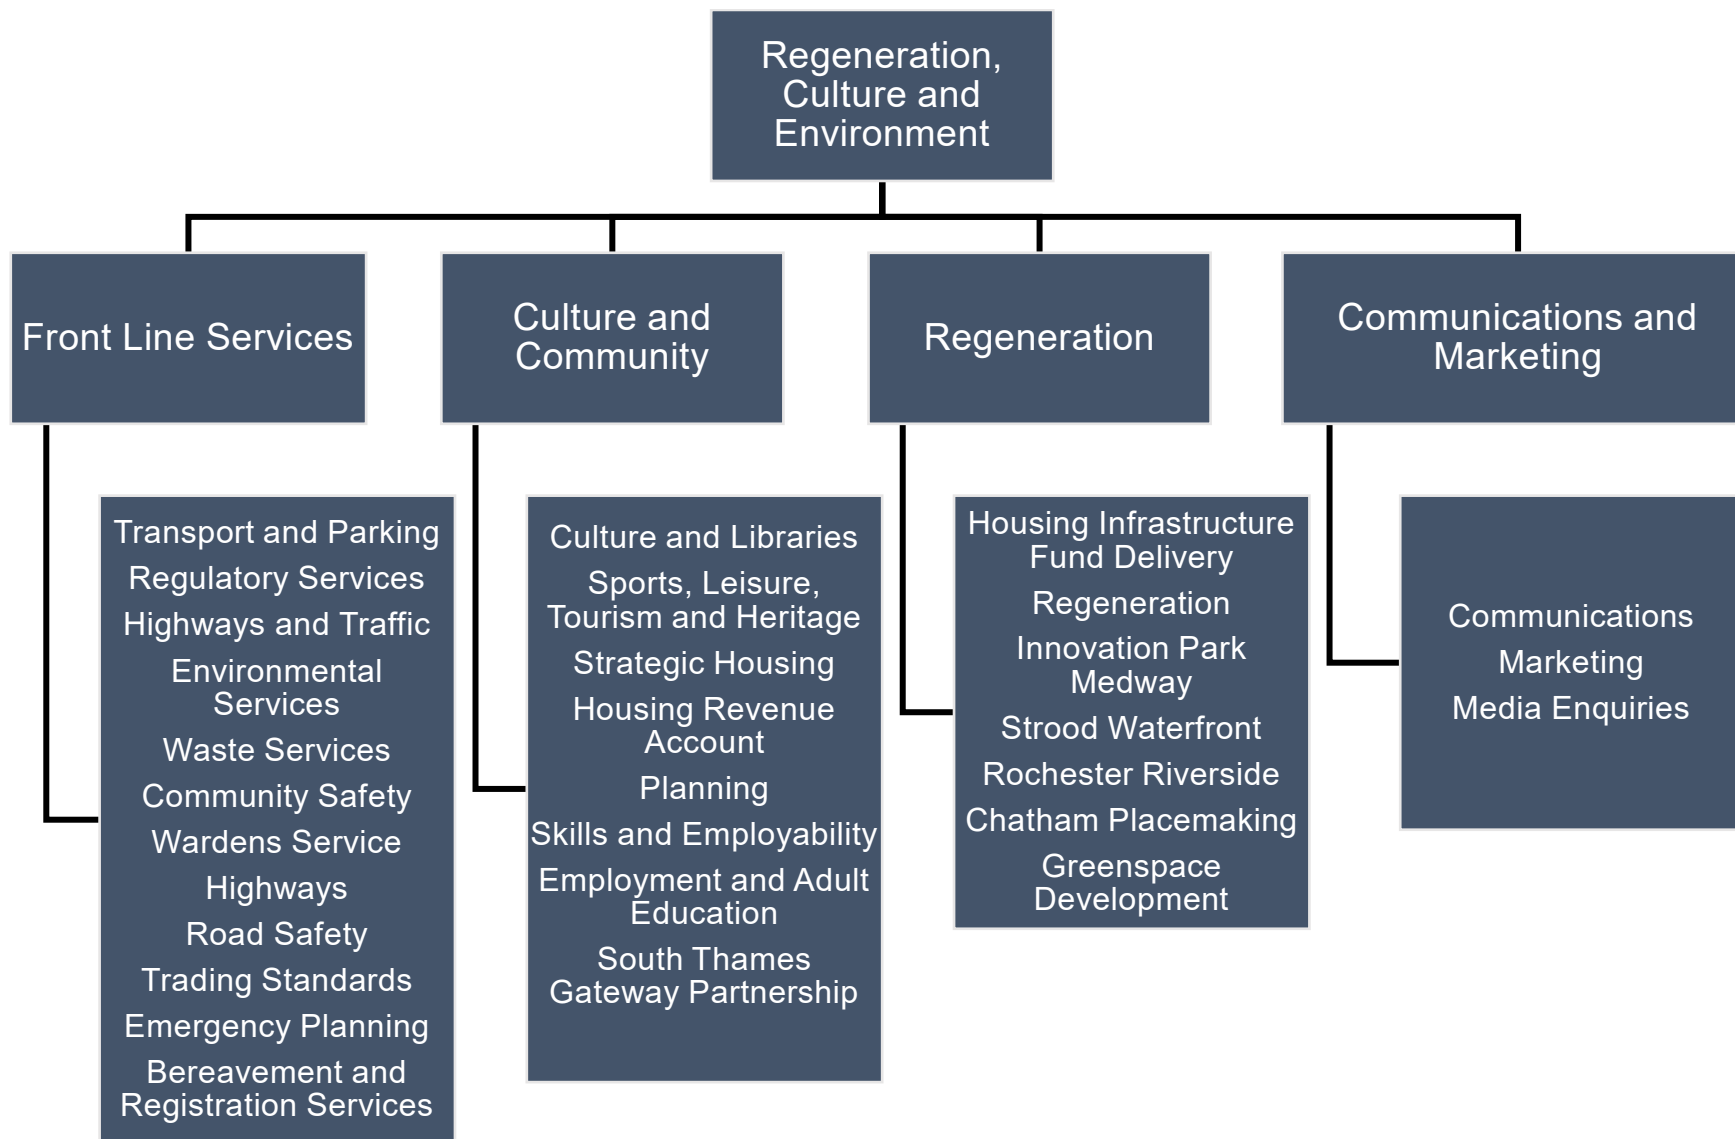 Regeneration,
Culture and
Environment
Front Line Services
Culture and
Community
Regeneration
Communications and
Marketing
Transport and Parking
Regulatory Services
Highways and Traffic
Environmental
Services
Waste Services
Community Safety
Wardens Service
Highways
Road Safety
Trading Standards
Emergency Planning
Bereavement and
Registration Services
Culture and Libraries
Sports, Leisure,
Tourism and Heritage
Strategic Housing
Housing Revenue
Account
Planning
Skills and Employability
Employment and Adult
Education
South Thames
Gateway Partnership
Housing Infrastructure
Fund Delivery
Regeneration
Innovation Park
Medway
Strood Waterfront
Rochester Riverside
Chatham Placemaking
Greenspace
Development
Communications
Marketing
Media Enquiries